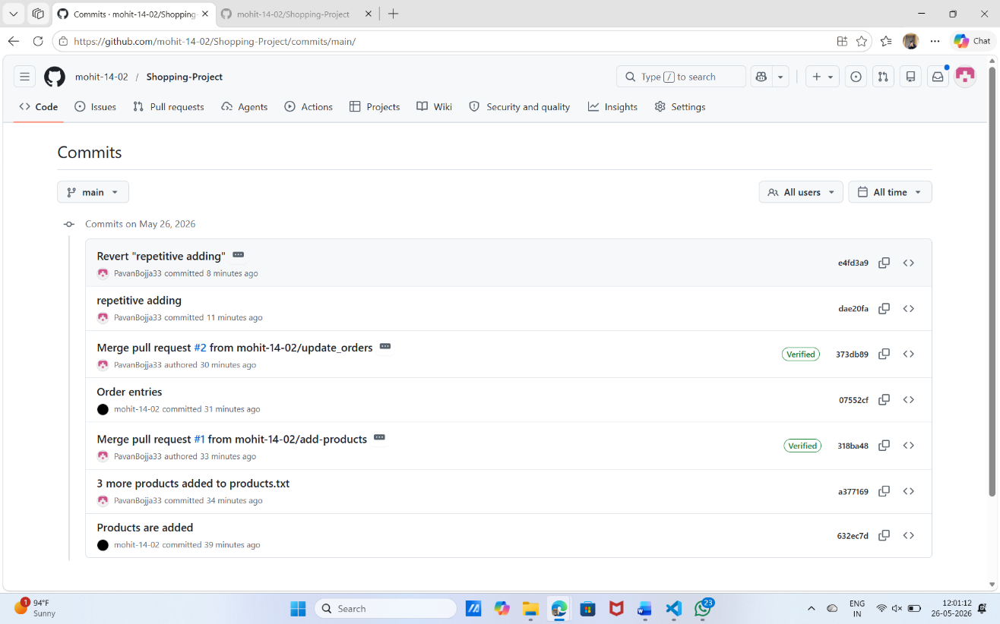 Commits · mohit-14-02/Shopping-
mohit-14-02/Shopping-Project
https://github.com/mohit-14-02/Shopping-Project/commits/main/
Chat
mohit-14-02 / Shopping-Project
Type / to search
Code
Issues
Pull requests
Agents
Actions
Projects
Wiki
Security and quality
Insights
Settings
Commits
main
All users
All time
Commits on May 26, 2026
Revert "repetitive adding"
PavanBojja33 committed 8 minutes ago
e4fd3a9
repetitive adding
PavanBojja33 committed 11 minutes ago
dae20fa
Merge pull request #2 from mohit-14-02/update_orders
PavanBojja33 authored 30 minutes ago
Verified
373db89
Order entries
mohit-14-02 committed 31 minutes ago
07552cf
Merge pull request #1 from mohit-14-02/add-products
PavanBojja33 authored 33 minutes ago
Verified
318ba48
3 more products added to products.txt
PavanBojja33 committed 34 minutes ago
a377169
Products are added
mohit-14-02 committed 39 minutes ago
632ec7d
1
94°F
Sunny
Search
23
ENG
IN
12:01:12
26-05-2026